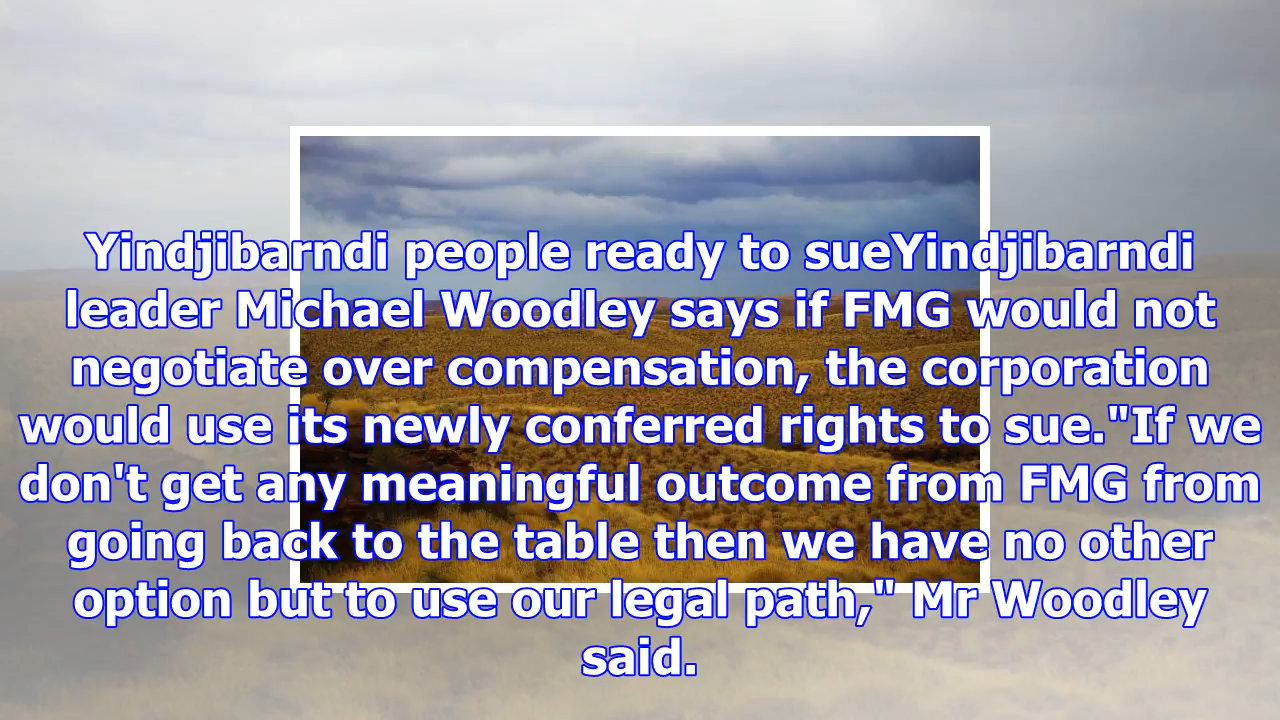 Yindjibarndi people ready to sueYindjibarndi
leader Michael Woodley says if FMG would not
negotiate over compensation, the corporation
would use its newly conferred rights to sue."If we
don't get any meaningful outcome from FMG from
going back to the table then we have no other
option but to use our legal path," Mr Woodley
said.